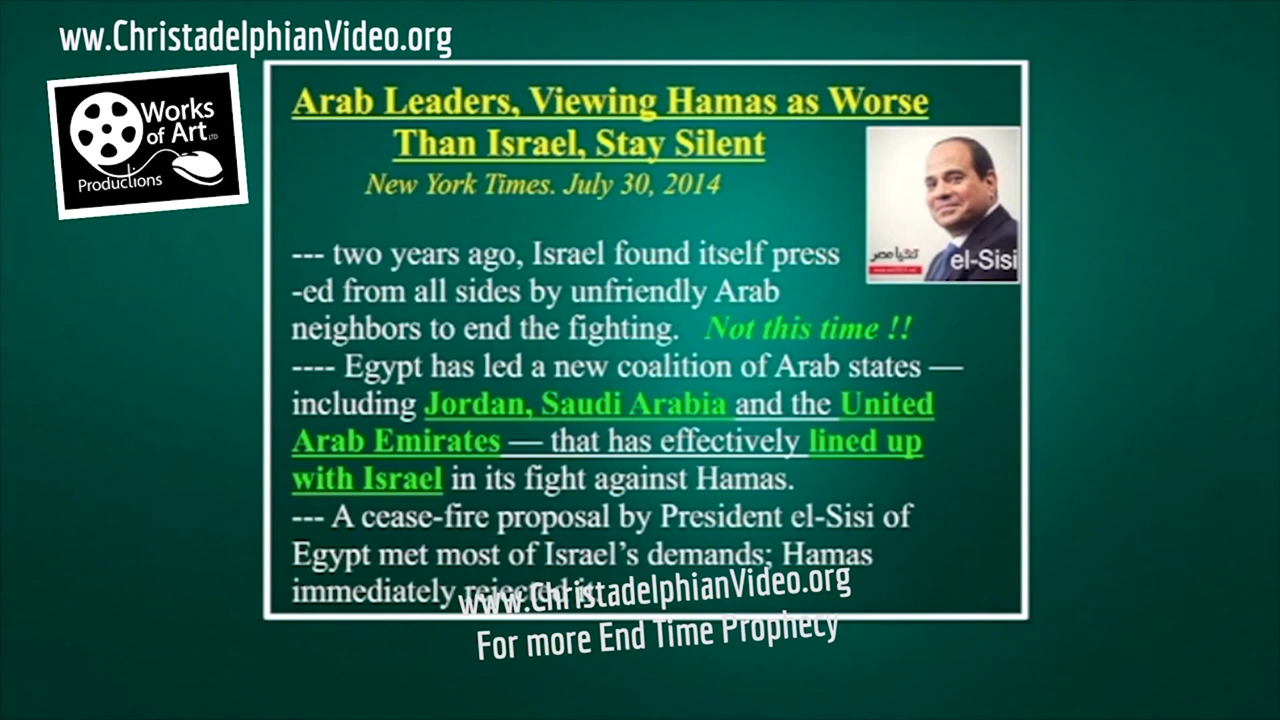 ww.ChristadelphianVideo.org
Works
of Art LTD
Productions
Arab Leaders, Viewing Hamas as Worse
Than Israel, Stay Silent
New York Times. July 30, 2014
--- two years ago, Israel found itself press
-ed from all sides by unfriendly Arab
neighbors to end the fighting. Not this time !!
---- Egypt has led a new coalition of Arab states —
including Jordan, Saudi Arabia and the United
Arab Emirates — that has effectively lined up
with Israel in its fight against Hamas.
--- A cease-fire proposal by President el-Sisi of
Egypt met most of Israel’s demands; Hamas
immediately rejected it.
تحيا مصر
el-Sisi
www.ChristadelphianVideo.org
For more End Time Prophecy